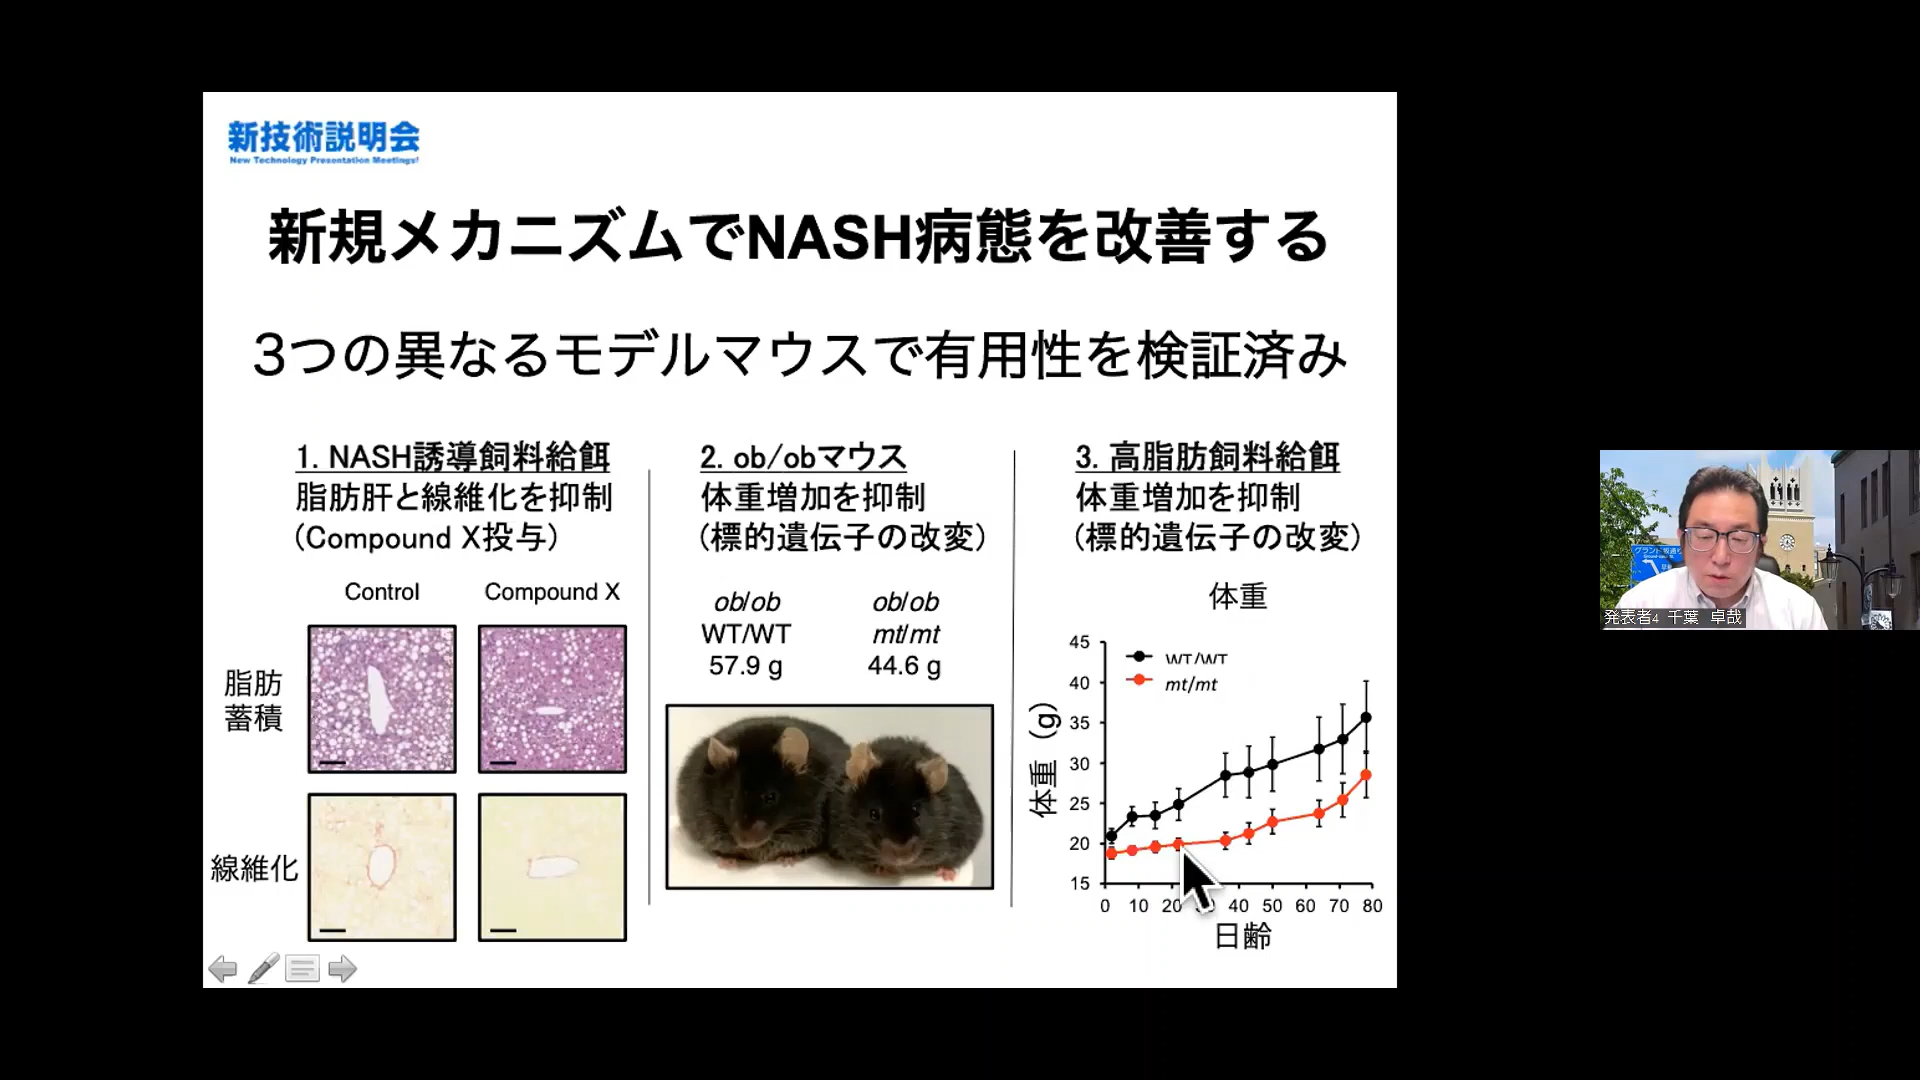 新技術説明会
New Technology Presentation Meetings!
新規メカニズムでNASH病態を改善する
3つの異なるモデルマウスで有用性を検証済み
1. NASH誘導飼料給餌
脂肪肝と線維化を抑制
(Compound X投与)
Control
Compound X
脂肪
蓄積
線維化
2. ob/obマウス
体重増加を抑制
(標的遺伝子の改変)
ob/ob
WT/WT
57.9 g
ob/ob
mt/mt
44.6 g
3. 高脂肪飼料給餌
体重増加を抑制
(標的遺伝子の改変)
体重
WT/WT
mt/mt
体重 (g)
45
40
35
30
25
20
15
0 10 20 40 50 60 70 80
日齢
発表者4 千葉 卓哉